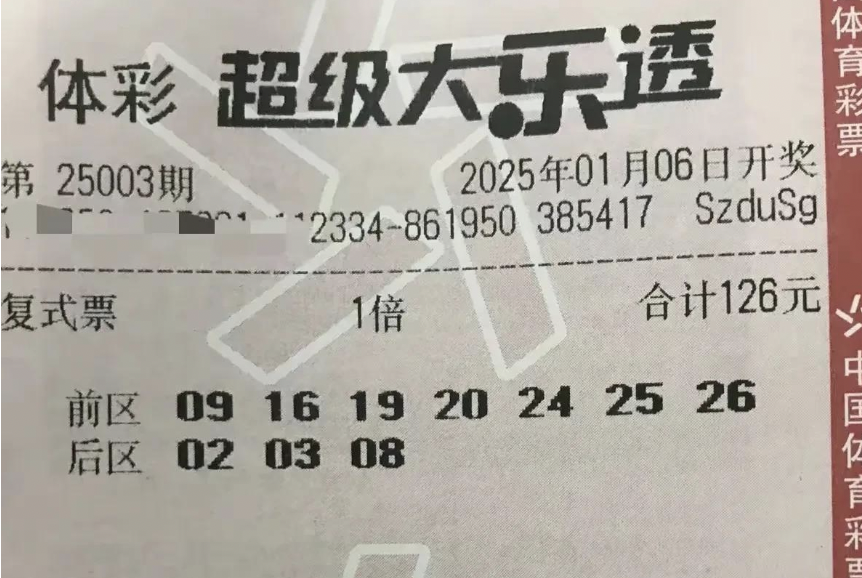 体彩 超级大乐透
第 25003期 2025年01月06日开奖
112334-861950 385417 SzduSg
复式票 1倍 合计126元
前区 09 16 19 20 24 25 26
后区 02 03 08
体育彩票
中国体育彩票